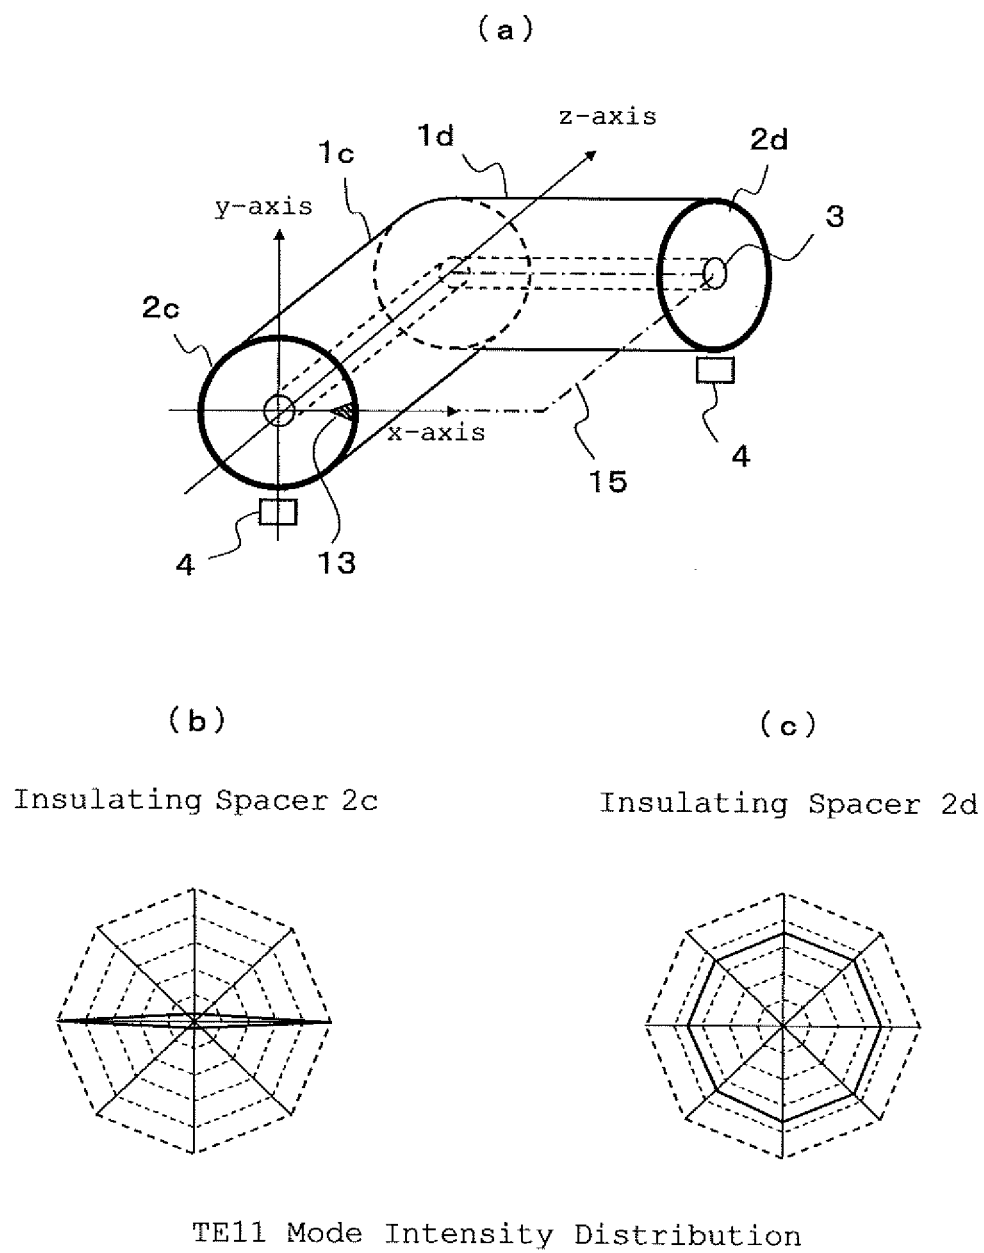 (a)
z-axis
1d
2d
1c
3
y-axis
2c
x-axis
15
4
4
13
(b)
(c)
Insulating Spacer 2c
Insulating Spacer 2d
TE11 Mode Intensity Distribution